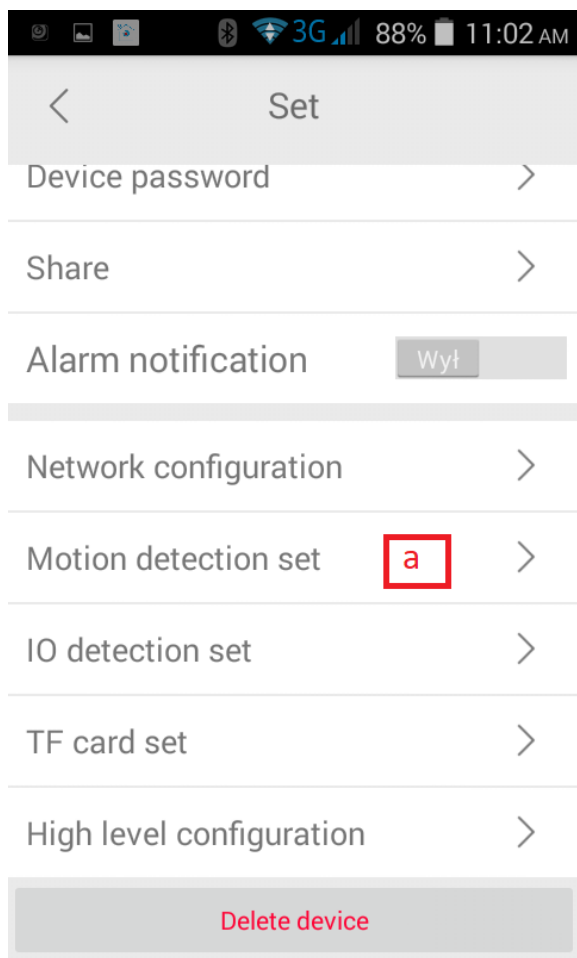 3G 88% 11:02 AM
Set
Device password
Share
Alarm notification Wył
Network configuration
Motion detection set a
IO detection set
TF card set
High level configuration
Delete device